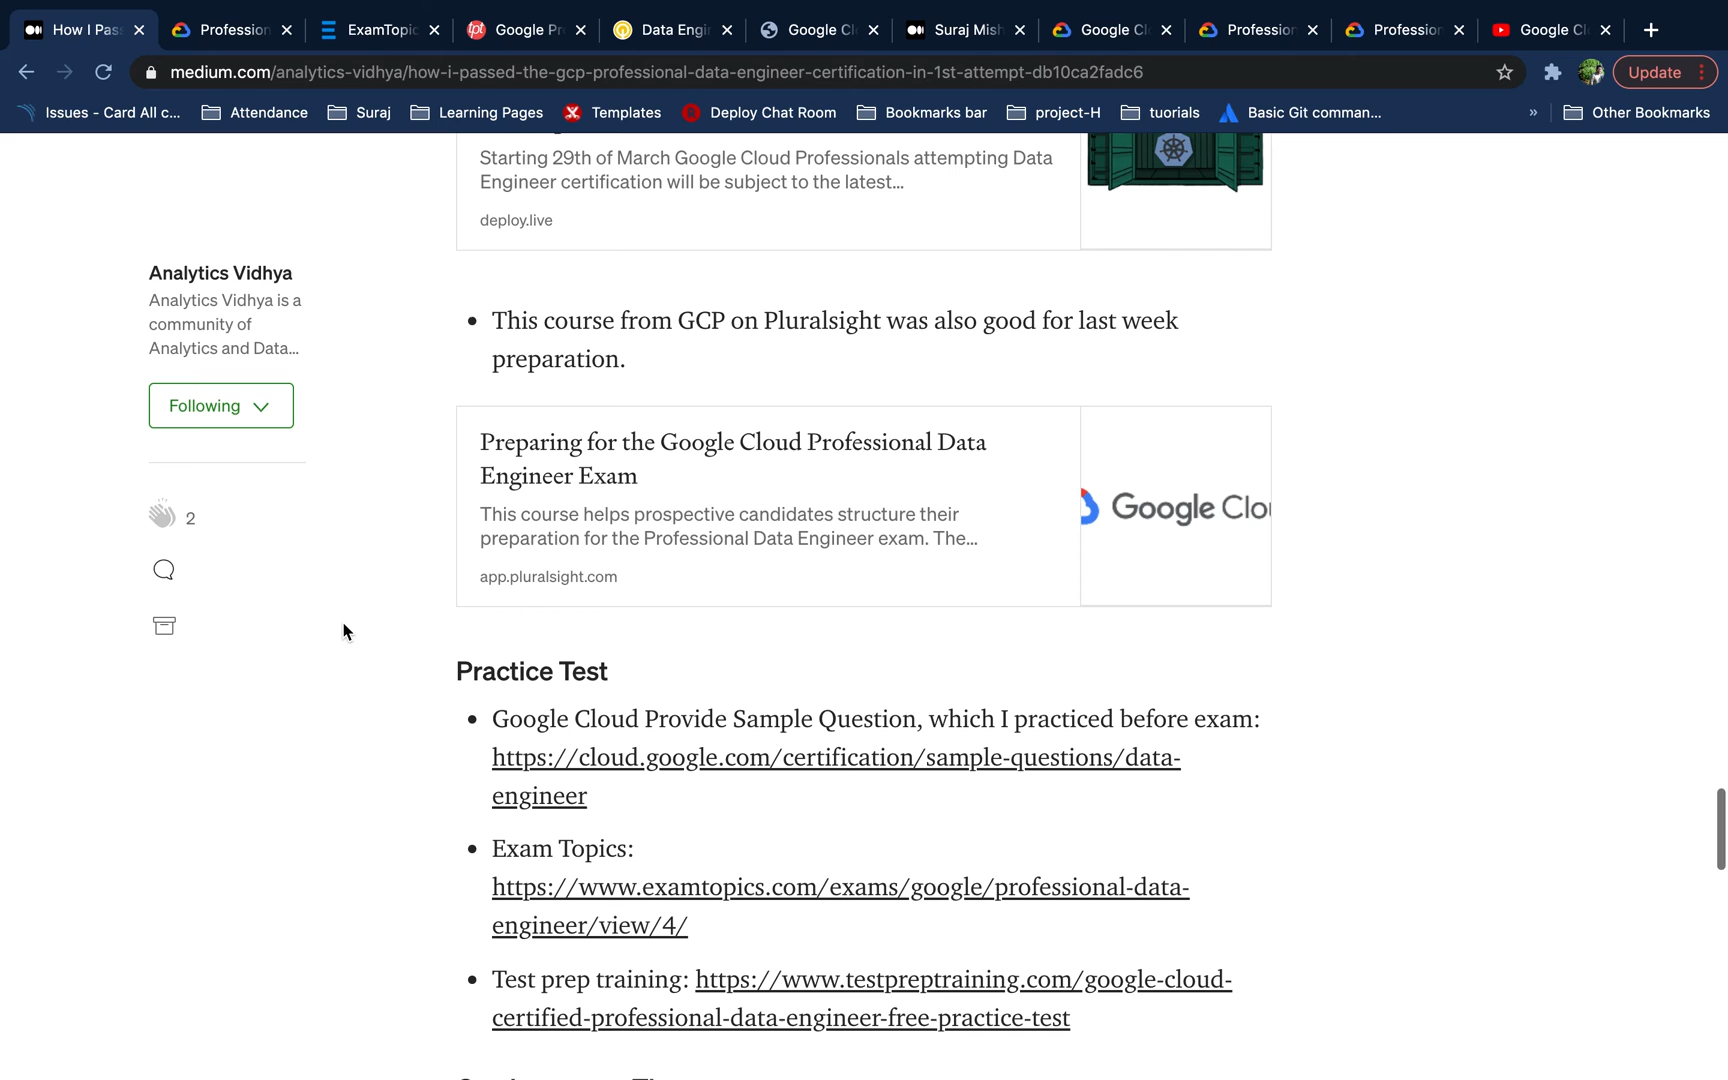 How I Pas
Profession
ExamTopic
Google Pr
Data Engi
Google Cl
Suraj Mish
Google Cl
Profession
Profession
Google Cl
medium.com/analytics-vidhya/how-i-passed-the-gcp-professional-data-engineer-certification-in-1st-attempt-db10ca2fadc6
Update
Issues - Card All c...
Attendance
Suraj
Learning Pages
Templates
Deploy Chat Room
Bookmarks bar
project-H
tuorials
Basic Git comman...
»
Other Bookmarks
Starting 29th of March Google Cloud Professionals attempting Data
Engineer certification will be subject to the latest...
deploy.live
Analytics Vidhya
Analytics Vidhya is a
community of
Analytics and Data...
Following
2
• This course from GCP on Pluralsight was also good for last week
preparation.
Preparing for the Google Cloud Professional Data
Engineer Exam
This course helps prospective candidates structure their
preparation for the Professional Data Engineer exam. The...
app.pluralsight.com
Google Clo
Practice Test
• Google Cloud Provide Sample Question, which I practiced before exam:
https://cloud.google.com/certification/sample-questions/data-
engineer
• Exam Topics:
https://www.examtopics.com/exams/google/professional-data-
engineer/view/4/
• Test prep training: https://www.testpreptraining.com/google-cloud-
certified-professional-data-engineer-free-practice-test